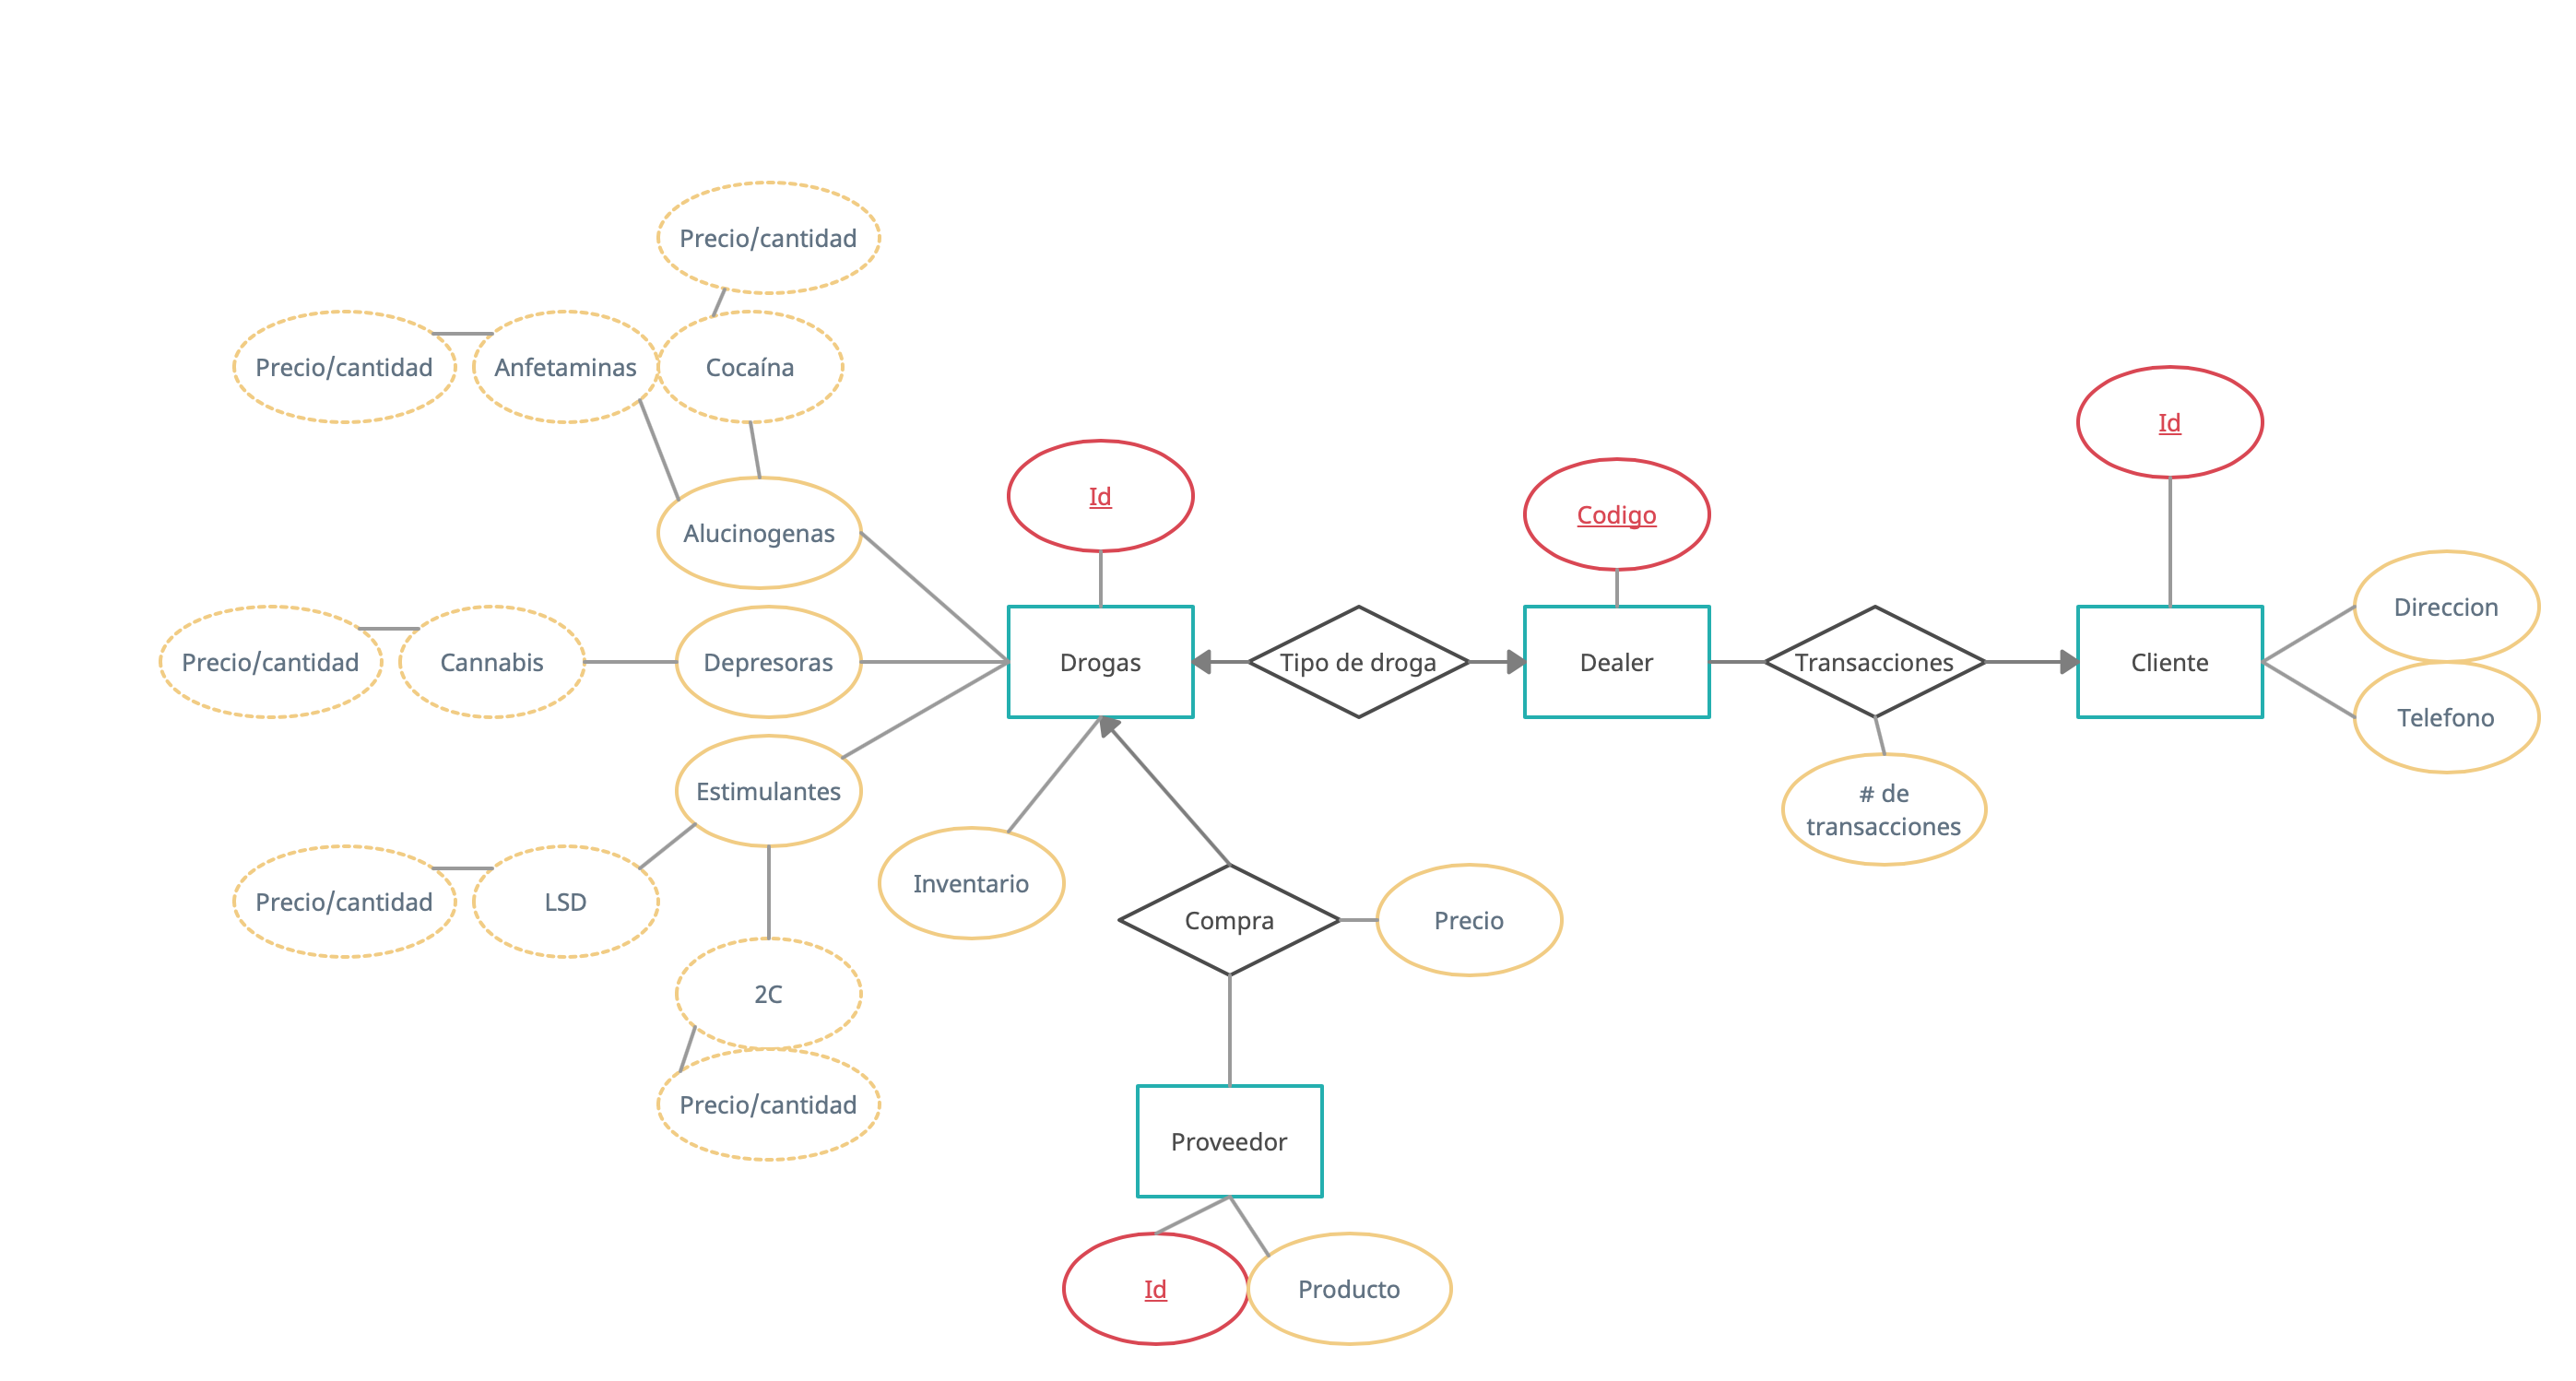 Precio/cantidad
Precio/cantidad
Anfetaminas
Cocaína
Id
Id
Codigo
Alucinogenas
Direccion
Precio/cantidad
Cannabis
Depresoras
Drogas
Tipo de droga
Dealer
Transacciones
Cliente
Telefono
Estimulantes
# de
transacciones
Inventario
Precio/cantidad
LSD
Compra
Precio
2C
Precio/cantidad
Proveedor
Id
Producto